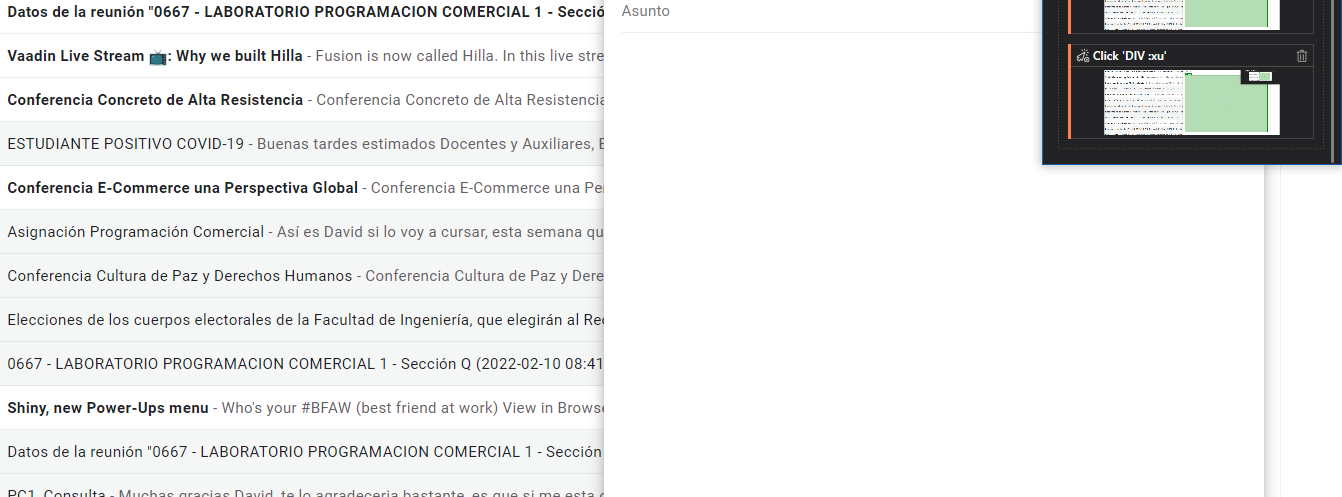 Datos de la reunión "0667 - LABORATORIO PROGRAMACION COMERCIAL 1 - Secció
Vaadin Live Stream 📺: Why we built Hilla - Fusion is now called Hilla. In this live stre
Conferencia Concreto de Alta Resistencia - Conferencia Concreto de Alta Resistencia
ESTUDIANTE POSITIVO COVID-19 - Buenas tardes estimados Docentes y Auxiliares, E
Conferencia E-Commerce una Perspectiva Global - Conferencia E-Commerce una Pe
Asignación Programación Comercial - Así es David si lo voy a cursar, esta semana qu
Conferencia Cultura de Paz y Derechos Humanos - Conferencia Cultura de Paz y Dere
Elecciones de los cuerpos electorales de la Facultad de Ingeniería, que elegirán al Re
0667 - LABORATORIO PROGRAMACION COMERCIAL 1 - Sección Q (2022-02-10 08:41
Shiny, new Power-Ups menu - Who's your #BFAW (best friend at work) View in Browse
Datos de la reunión "0667 - LABORATORIO PROGRAMACION COMERCIAL 1 - Sección
PC1, Consulta - Muchas gracias David, te lo agradeceria bastante, es que si me esta
Asunto
Click 'DIV :xu'